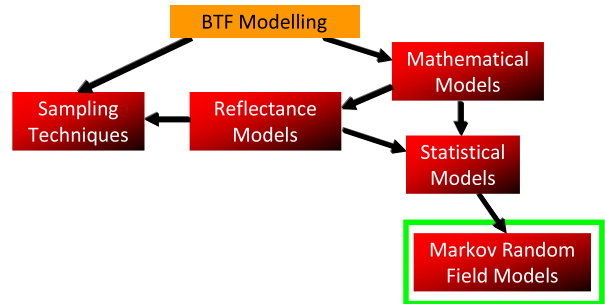 BTF Modelling
Mathematical
Models
Sampling
Techniques
Reflectance
Models
Statistical
Models
Markov Random
Field Models